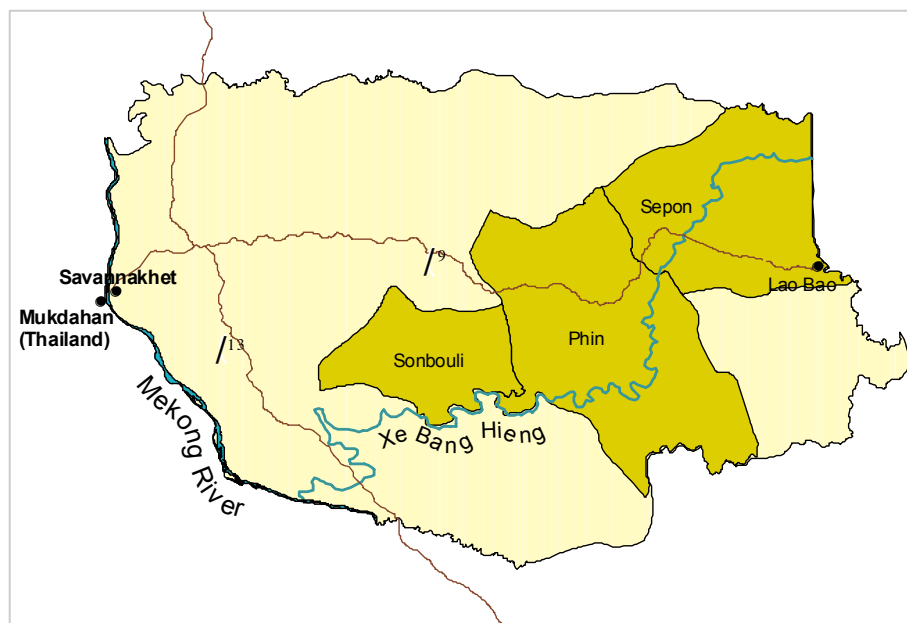 Sepon
/9
Savannakhet
Lao Bao
Mukdahan
(Thailand)
Phin
/13
Sonbouli
Mekong River
Xe Bang Hieng